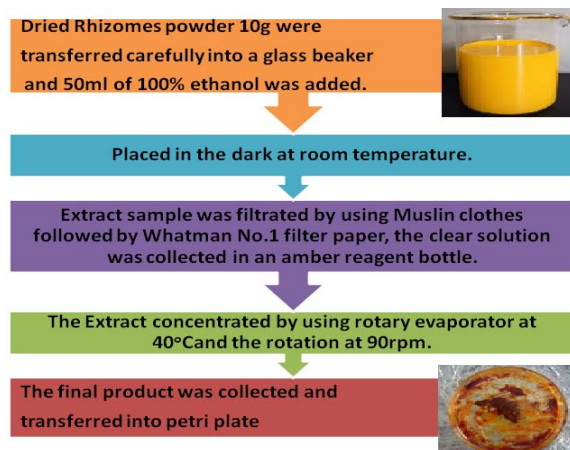 Dried Rhizomes powder 10g were
transferred carefully into a glass beaker
and 50ml of 100% ethanol was added.
Placed in the dark at room temperature.
Extract sample was filtrated by using Muslin clothes
followed by Whatman No.1 filter paper, the clear solution
was collected in an amber reagent bottle.
The Extract concentrated by using rotary evaporator at
40°Cand the rotation at 90rpm.
The final product was collected and
transferred into petri plate